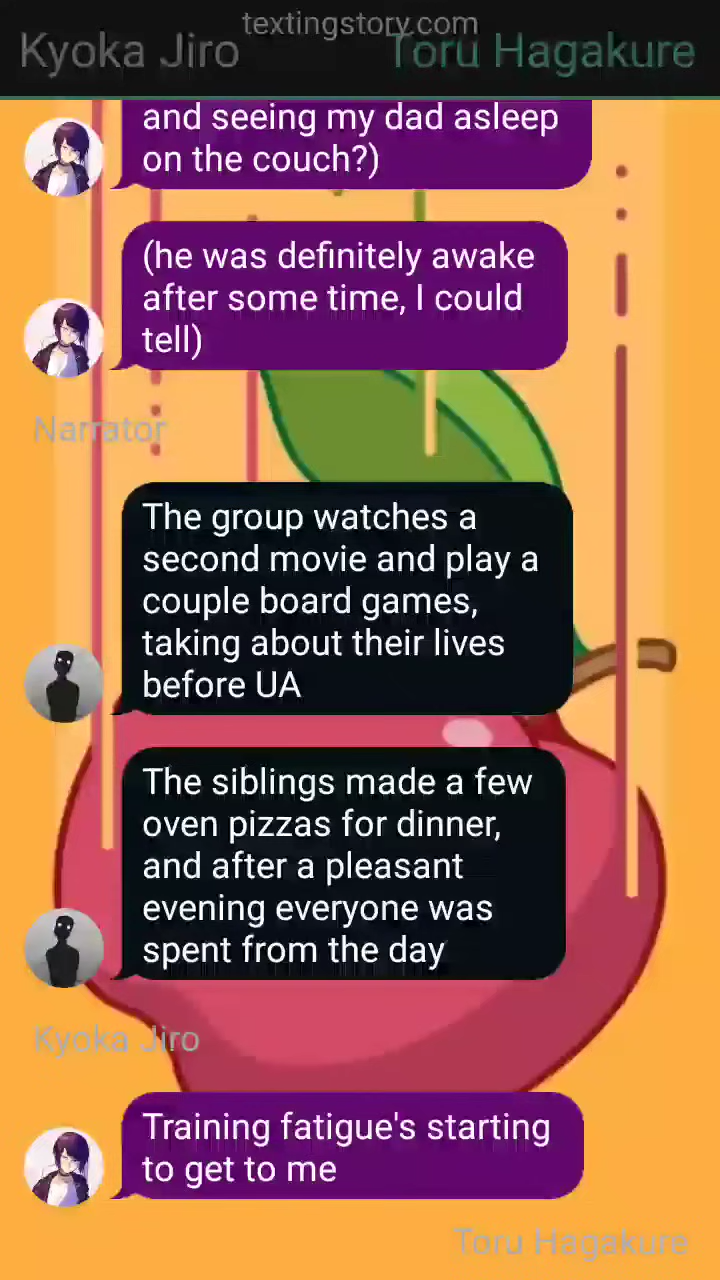 textingstory.com
Kyoka Jiro
Toru Hagakure
and seeing my dad asleep
on the couch?)
(he was definitely awake
after some time, I could
tell)
Narrator
The group watches a
second movie and play a
couple board games,
taking about their lives
before UA
The siblings made a few
oven pizzas for dinner,
and after a pleasant
evening everyone was
spent from the day
Kyoka Jiro
Training fatigue's starting
to get to me
Toru Hagakure